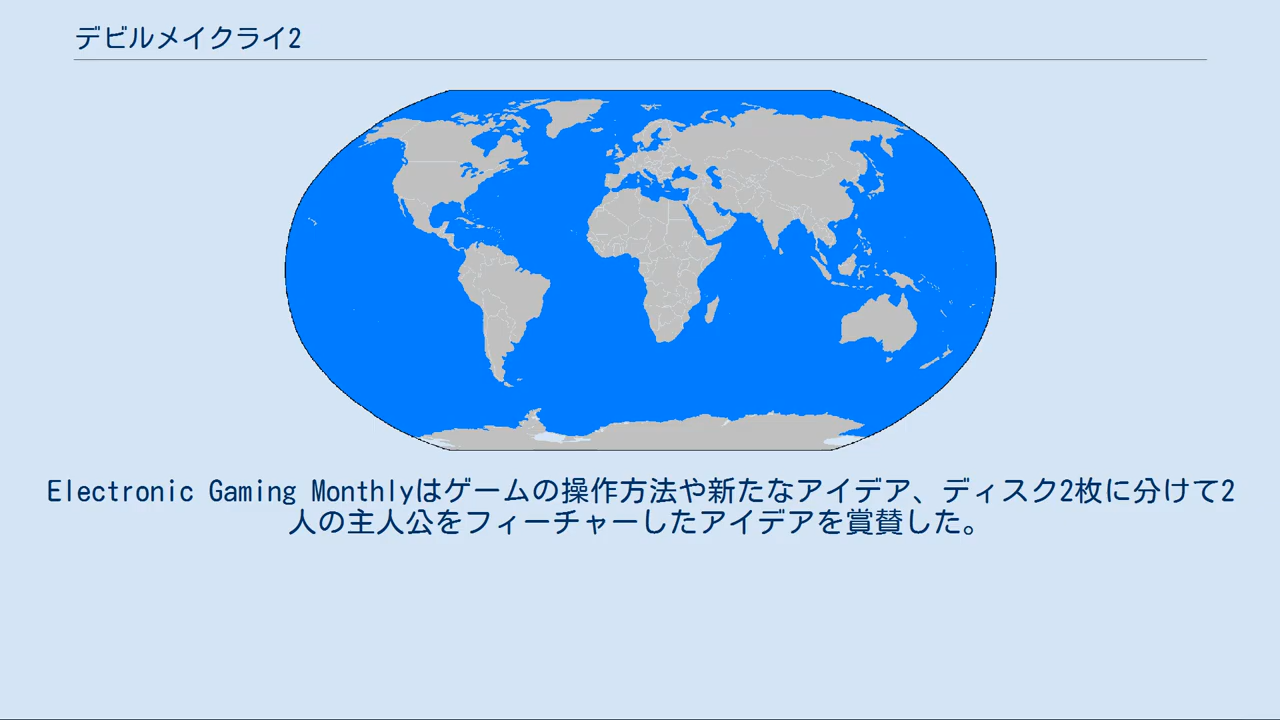 デビルメイクライ2
Electronic Gaming Monthlyはゲームの操作方法や新たなアイデア、ディスク2枚に分けて2
人の主人公をフィーチャーしたアイデアを賞賛した。